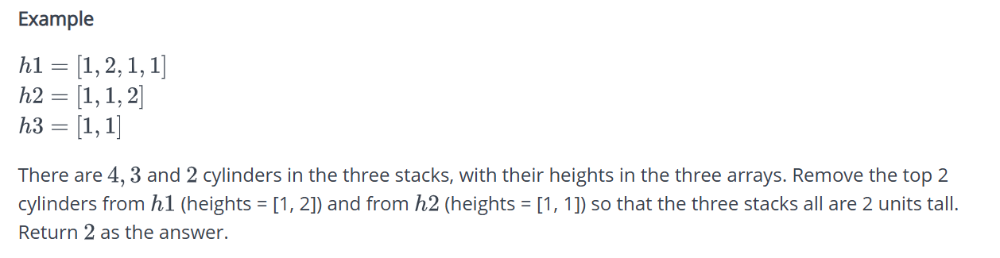 Example
h1 = [1, 2, 1, 1]
h2 = [1, 1, 2]
h3 = [1, 1]
There are 4, 3 and 2 cylinders in the three stacks, with their heights in the three arrays. Remove the top 2
cylinders from h1 (heights = [1, 2]) and from h2 (heights = [1, 1]) so that the three stacks all are 2 units tall.
Return 2 as the answer.